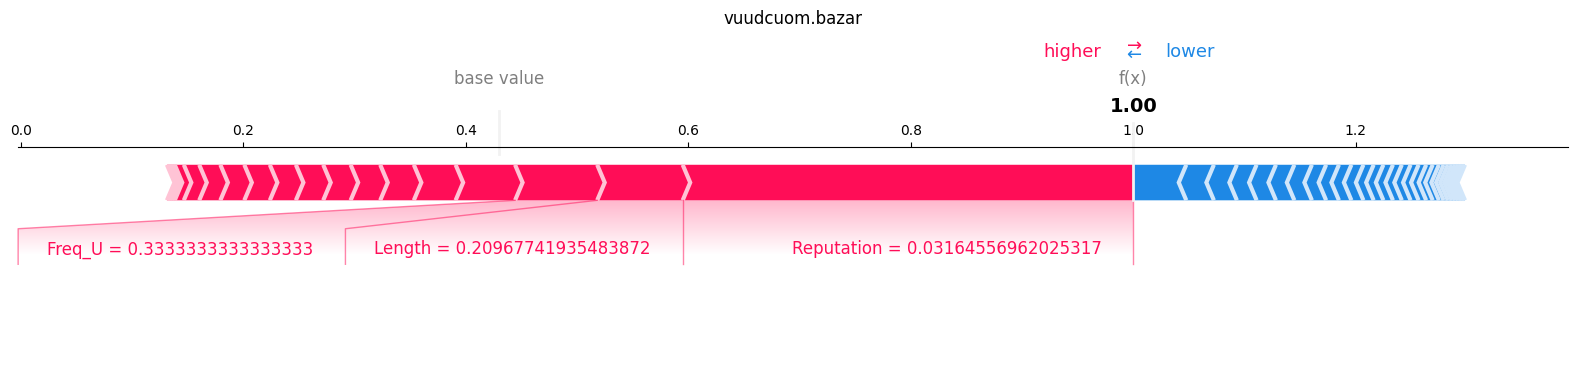 vuudcuom.bazar
higher ⇄ lower
base value f(x)
1.00
0.0 0.2 0.4 0.6 0.8 1.0 1.2
Freq_U = 0.3333333333333333 Length = 0.20967741935483872 Reputation = 0.03164556962025317